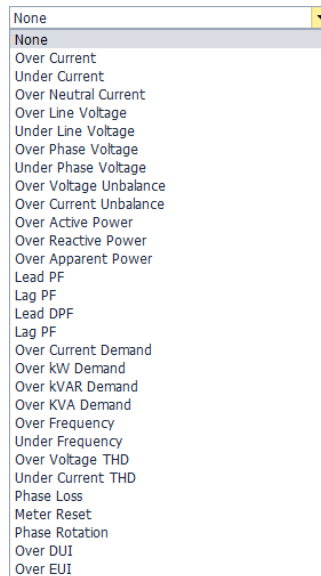 None
None
Over Current
Under Current
Over Neutral Current
Over Line Voltage
Under Line Voltage
Over Phase Voltage
Under Phase Voltage
Over Voltage Unbalance
Over Current Unbalance
Over Active Power
Over Reactive Power
Over Apparent Power
Lead PF
Lag PF
Lead DPF
Lag PF
Over Current Demand
Over kW Demand
Over kVAR Demand
Over KVA Demand
Over Frequency
Under Frequency
Over Voltage THD
Under Current THD
Phase Loss
Meter Reset
Phase Rotation
Over DUI
Over EUI